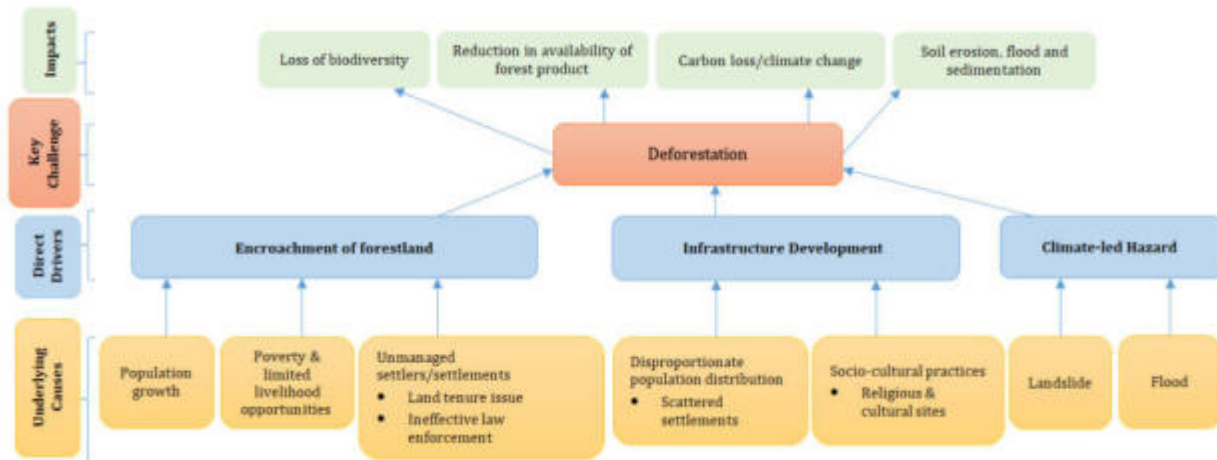 Impacts
Loss of biodiversity
Reduction in availability of
forest product
Carbon loss/climate change
Soil erosion, flood and
sedimentation
Key
Challenge
Deforestation
Direct
Drivers
Encroachment of forestland
Infrastructure Development
Climate-led Hazard
Underlying
Causes
Population
growth
Poverty &
limited
livelihood
opportunities
Unmanaged
settlers/settlements
● Land tenure issue
● Ineffective law
enforcement
Disproportionate
population distribution
● Scattered
settlements
Socio-cultural practices
● Religious &
cultural sites
Landslide
Flood